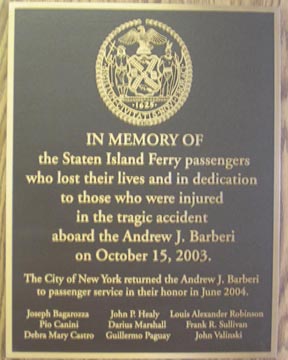 1625
IN MEMORY OF
the Staten Island Ferry passengers
who lost their lives and in dedication
to those who were injured
in the tragic accident
aboard the Andrew J. Barberi
on October 15, 2003.
The City of New York returned the Andrew J. Barberi
to passenger service in their honor in June 2004.
Joseph Bagarozza John P. Healy Louis Alexander Robinson
Pio Canini Darius Marshall Frank R. Sullivan
Debra Mary Castro Guillermo Paguay John Valinski